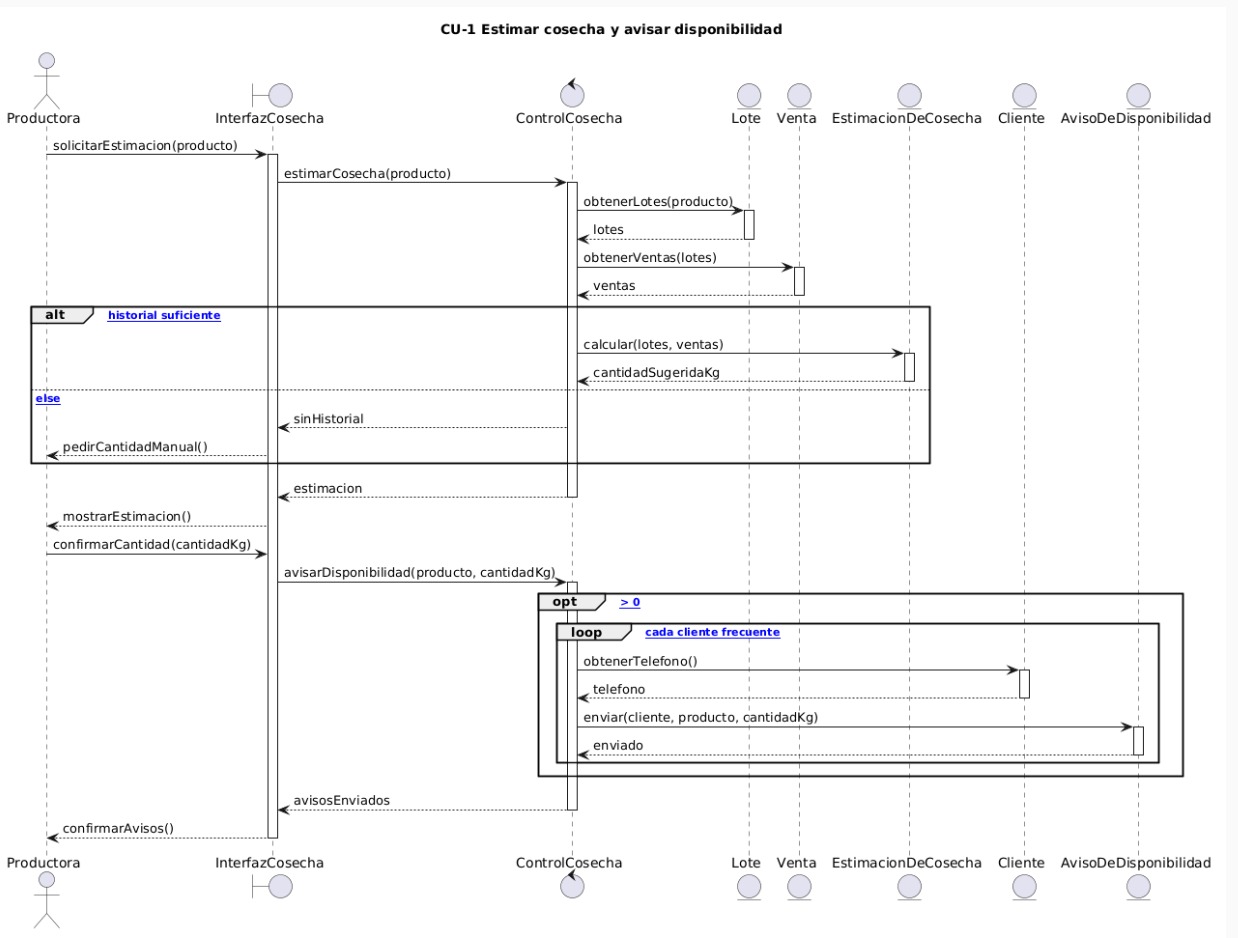 CU-1 Estimar cosecha y avisar disponibilidad
Productora InterfazCosecha ControlCosecha Lote Venta EstimacionDeCosecha Cliente AvisoDeDisponibilidad
solicitarEstimacion(producto)
estimarCosecha(producto)
obtenerLotes(producto)
lotes
obtenerVentas(lotes)
ventas
alt historial suficiente
calcular(lotes, ventas)
cantidadSugeridaKg
else
sinHistorial
pedirCantidadManual()
estimacion
mostrarEstimacion()
confirmarCantidad(cantidadKg)
avisarDisponibilidad(producto, cantidadKg)
opt > 0
loop cada cliente frecuente
obtenerTelefono()
telefono
enviar(cliente, producto, cantidadKg)
enviado
avisosEnviados
confirmarAvisos()
Productora InterfazCosecha ControlCosecha Lote Venta EstimacionDeCosecha Cliente AvisoDeDisponibilidad